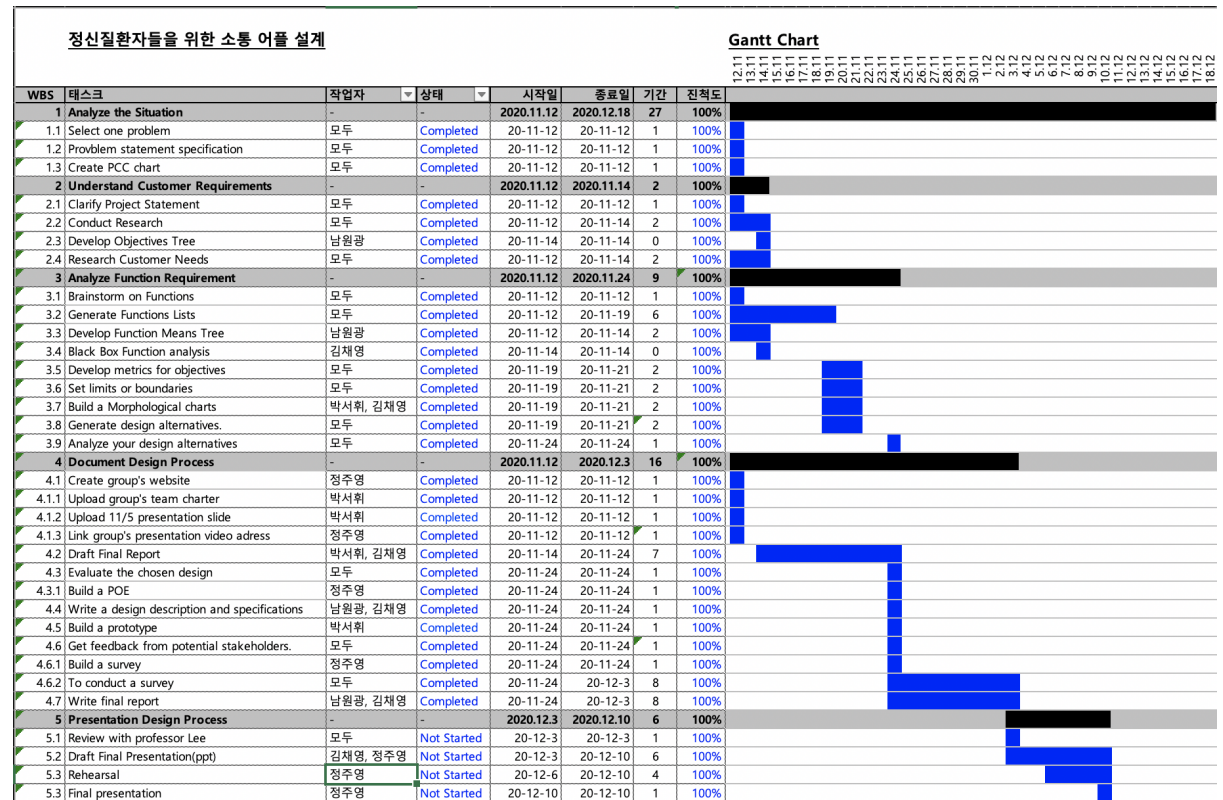 정신질환자들을 위한 소통 어플 설계
Gantt Chart
12.11 13.11 14.11 15.11 16.11 17.11 18.11 19.11 20.11 21.11 22.11 23.11 24.11 25.11 26.11 27.11 28.11 29.11 30.11 1.12 2.12 3.12 4.12 5.12 6.12 7.12 8.12 9.12 10.12 11.12 12.12 13.12 14.12 15.12 16.12 17.12 18.12
WBS 태스크 작업자 상태 시작일 종료일 기간 진척도
1 Analyze the Situation - - 2020.11.12 2020.12.18 27 100%
1.1 Select one problem 모두 Completed 20-11-12 20-11-12 1 100%
1.2 Provblem statement specification 모두 Completed 20-11-12 20-11-12 1 100%
1.3 Create PCC chart 모두 Completed 20-11-12 20-11-12 1 100%
2 Understand Customer Requirements - - 2020.11.12 2020.11.14 2 100%
2.1 Clarify Project Statement 모두 Completed 20-11-12 20-11-12 1 100%
2.2 Conduct Research 모두 Completed 20-11-12 20-11-14 2 100%
2.3 Develop Objectives Tree 남원광 Completed 20-11-14 20-11-14 0 100%
2.4 Research Customer Needs 모두 Completed 20-11-12 20-11-14 2 100%
3 Analyze Function Requirement - - 2020.11.12 2020.11.24 9 100%
3.1 Brainstorm on Functions 모두 Completed 20-11-12 20-11-12 1 100%
3.2 Generate Functions Lists 모두 Completed 20-11-12 20-11-19 6 100%
3.3 Develop Function Means Tree 남원광 Completed 20-11-12 20-11-14 2 100%
3.4 Black Box Function analysis 김채영 Completed 20-11-14 20-11-14 0 100%
3.5 Develop metrics for objectives 모두 Completed 20-11-19 20-11-21 2 100%
3.6 Set limits or boundaries 모두 Completed 20-11-19 20-11-21 2 100%
3.7 Build a Morphological charts 박서휘, 김채영 Completed 20-11-19 20-11-21 2 100%
3.8 Generate design alternatives. 모두 Completed 20-11-19 20-11-21 2 100%
3.9 Analyze your design alternatives 모두 Completed 20-11-24 20-11-24 1 100%
4 Document Design Process - - 2020.11.12 2020.12.3 16 100%
4.1 Create group's website 정주영 Completed 20-11-12 20-11-12 1 100%
4.1.1 Upload group's team charter 박서휘 Completed 20-11-12 20-11-12 1 100%
4.1.2 Upload 11/5 presentation slide 박서휘 Completed 20-11-12 20-11-12 1 100%
4.1.3 Link group's presentation video adress 정주영 Completed 20-11-12 20-11-12 1 100%
4.2 Draft Final Report 박서휘, 김채영 Completed 20-11-14 20-11-24 7 100%
4.3 Evaluate the chosen design 모두 Completed 20-11-24 20-11-24 1 100%
4.3.1 Build a POE 정주영 Completed 20-11-24 20-11-24 1 100%
4.4 Write a design description and specifications 남원광, 김채영 Completed 20-11-24 20-11-24 1 100%
4.5 Build a prototype 박서휘 Completed 20-11-24 20-11-24 1 100%
4.6 Get feedback from potential stakeholders. 모두 Completed 20-11-24 20-11-24 1 100%
4.6.1 Build a survey 정주영 Completed 20-11-24 20-11-24 1 100%
4.6.2 To conduct a survey 모두 Completed 20-11-24 20-12-3 8 100%
4.7 Write final report 남원광, 김채영 Completed 20-11-24 20-12-3 8 100%
5 Presentation Design Process - - 2020.12.3 2020.12.10 6 100%
5.1 Review with professor Lee 모두 Not Started 20-12-3 20-12-3 1 100%
5.2 Draft Final Presentation(ppt) 김채영, 정주영 Not Started 20-12-3 20-12-10 6 100%
5.3 Rehearsal 정주영 Not Started 20-12-6 20-12-10 4 100%
5.3 Final presentation 정주영 Not Started 20-12-10 20-12-10 1 100%